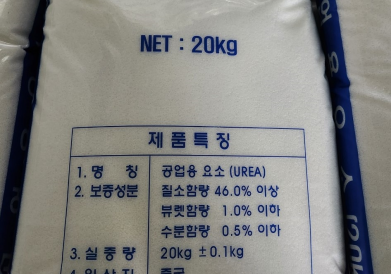 NET : 20kg
제 품 특 징
1. 명 칭 공업용 요소 (UREA)
2. 보증성분 질소함량 46.0% 이상
뷰렛함량 1.0% 이하
수분함량 0.5% 이하
3. 실 중 량 20kg ±0.1kg